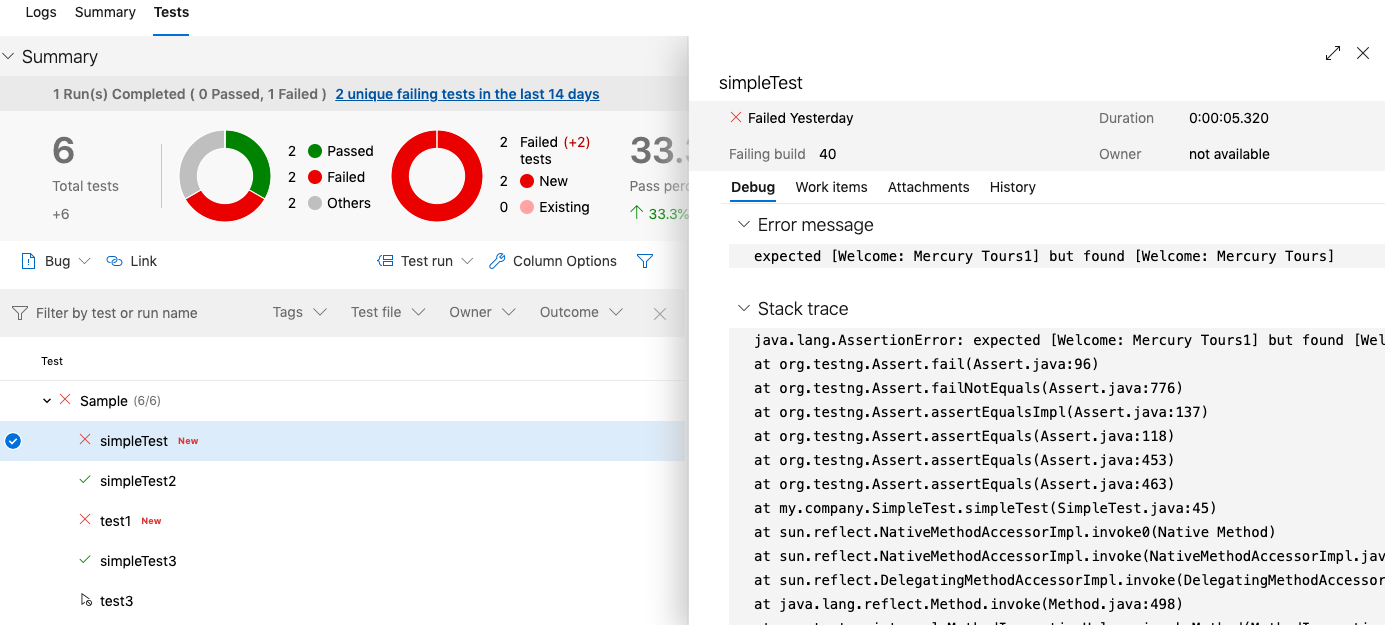 Logs Summary Tests
Summary
1 Run(s) Completed ( 0 Passed, 1 Failed ) 2 unique failing tests in the last 14 days
6
Total tests
+6
2 Passed
2 Failed
2 Others
2 Failed (+2)
tests
2 New
0 Existing
33.
Pass
33.3%
Bug Link Test run Column Options
Filter by test or run name Tags Test file Owner Outcome
Test
Sample (6/6)
simpleTest New
simpleTest2
test1 New
simpleTest3
test3
simpleTest
Failed Yesterday Duration 0:00:05.320
Failing build 40 Owner not available
Debug Work items Attachments History
Error message
expected [Welcome: Mercury Tours1] but found [Welcome: Mercury Tours]
Stack trace
java.lang.AssertionError: expected [Welcome: Mercury Tours1] but found [Wel
at org.testng.Assert.fail(Assert.java:96)
at org.testng.Assert.failNotEquals(Assert.java:776)
at org.testng.Assert.assertEqualsImpl(Assert.java:137)
at org.testng.Assert.assertEquals(Assert.java:118)
at org.testng.Assert.assertEquals(Assert.java:453)
at org.testng.Assert.assertEquals(Assert.java:463)
at my.company.SimpleTest.simpleTest(SimpleTest.java:45)
at sun.reflect.NativeMethodAccessorImpl.invoke0(Native Method)
at sun.reflect.NativeMethodAccessorImpl.invoke(NativeMethodAccessorImpl.jav
at sun.reflect.DelegatingMethodAccessorImpl.invoke(DelegatingMethodAccessor
at java.lang.reflect.Method.invoke(Method.java:498)